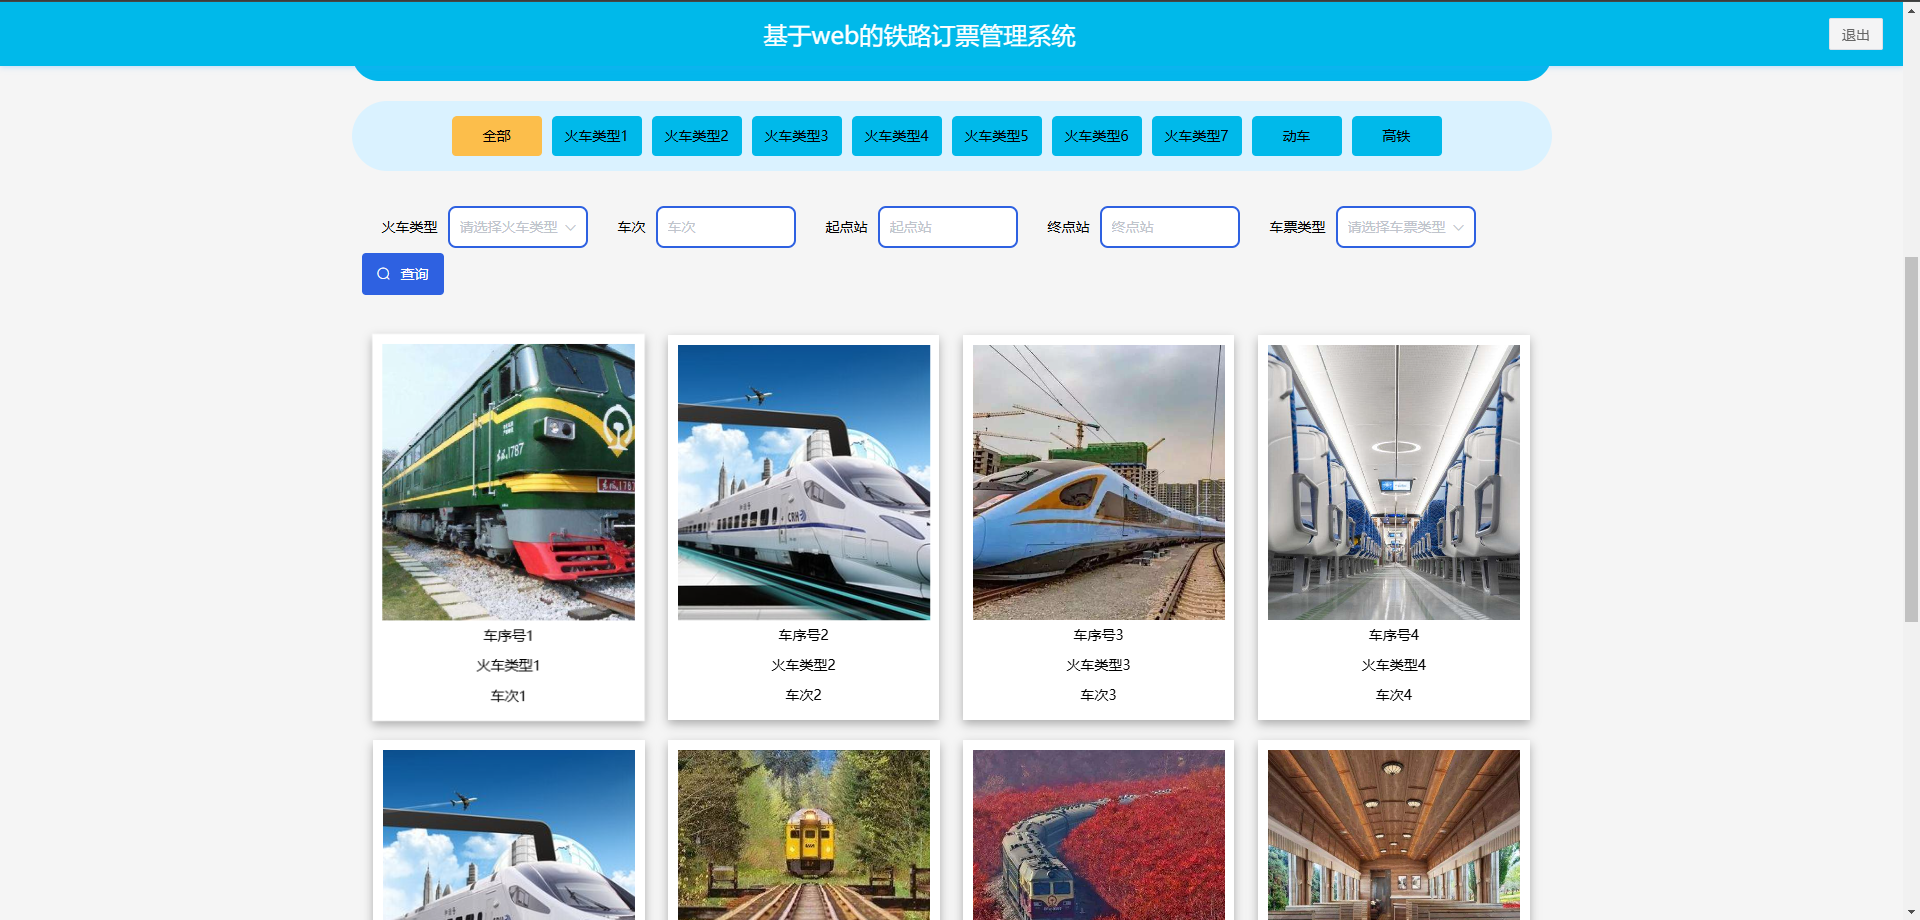 基于web的铁路订票管理系统
退出
全部 火车类型1 火车类型2 火车类型3 火车类型4 火车类型5 火车类型6 火车类型7 动车 高铁
火车类型 请选择火车类型 车次 车次 起点站 起点站 终点站 终点站 车票类型 请选择车票类型
查询
1787
CRH
车序号1 车序号2 车序号3 车序号4
火车类型1 火车类型2 火车类型3 火车类型4
车次1 车次2 车次3 车次4